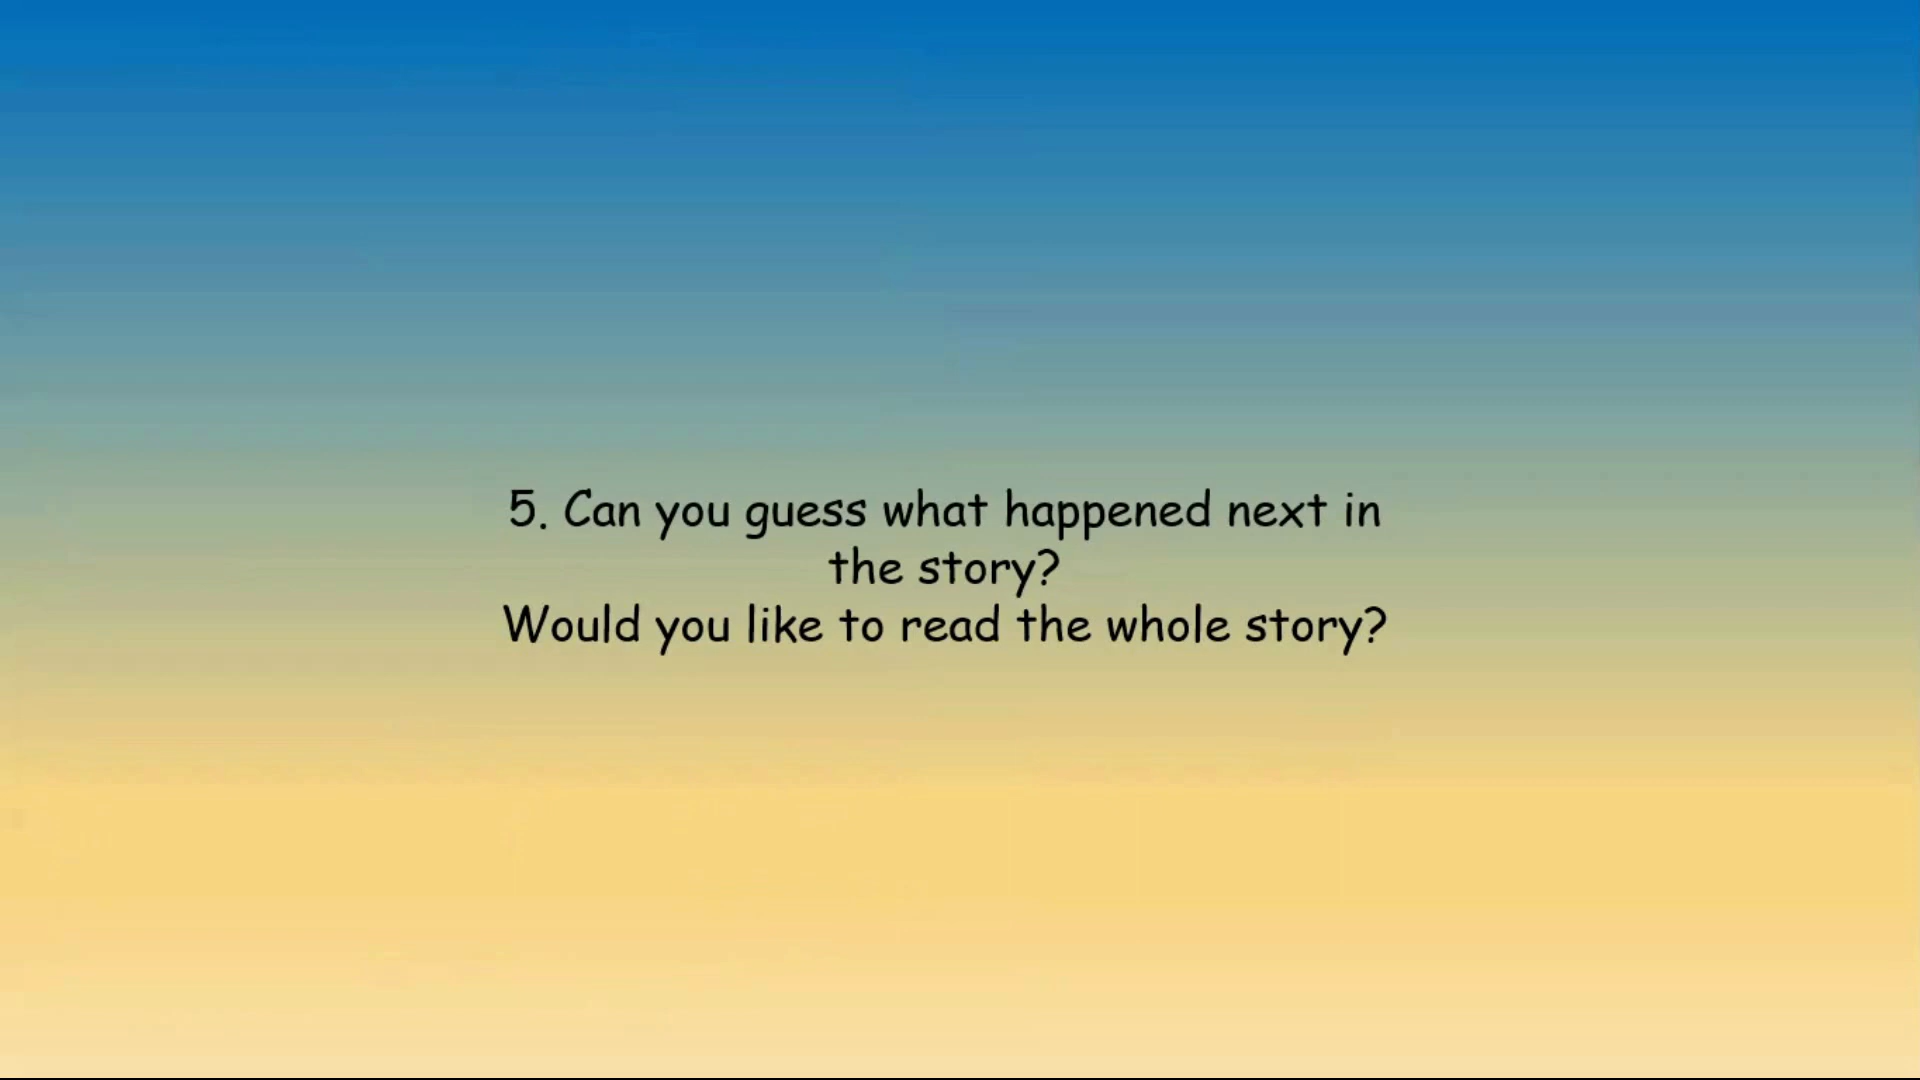 5. Can you guess what happened next in
the story?
Would you like to read the whole story?